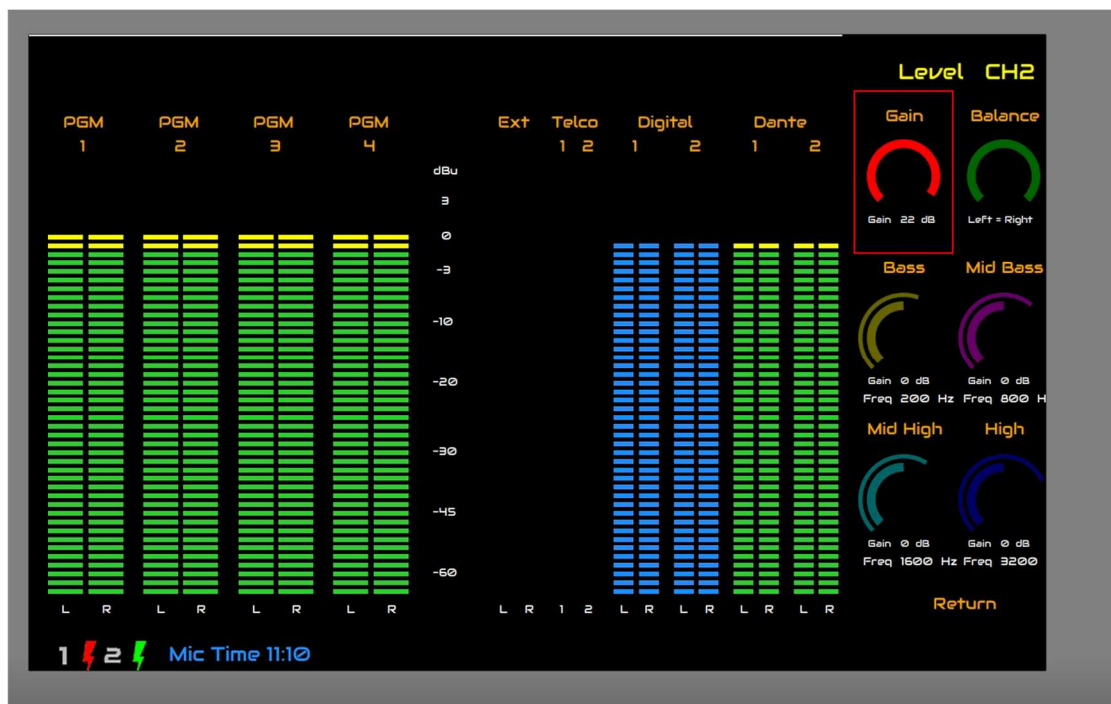 Level CH2
PGM PGM PGM PGM Ext Telco Digital Dante
1 2 3 4 1 2 1 2 1 2
dBu
3
0
-3
-10
-20
-30
-45
-60
L R L R L R L R L R 1 2 L R L R L R L R
Gain Balance
Gain 22 dB Left = Right
Bass Mid Bass
Gain 0 dB Gain 0 dB
Freq 200 Hz Freq 800 H
Mid High High
Gain 0 dB Gain 0 dB
Freq 1600 Hz Freq 3200
Return
1 2 Mic Time 11:10